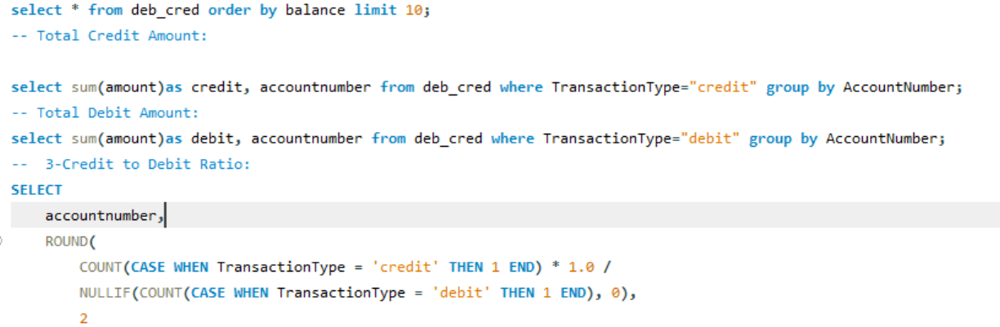 select * from deb_cred order by balance limit 10;
-- Total Credit Amount:
select sum(amount)as credit, accountnumber from deb_cred where TransactionType="credit" group by AccountNumber;
-- Total Debit Amount:
select sum(amount)as debit, accountnumber from deb_cred where TransactionType="debit" group by AccountNumber;
--  3-Credit to Debit Ratio:
SELECT
    accountnumber,
    ROUND(
        COUNT(CASE WHEN TransactionType = 'credit' THEN 1 END) * 1.0 /
        NULLIF(COUNT(CASE WHEN TransactionType = 'debit' THEN 1 END), 0),
        2